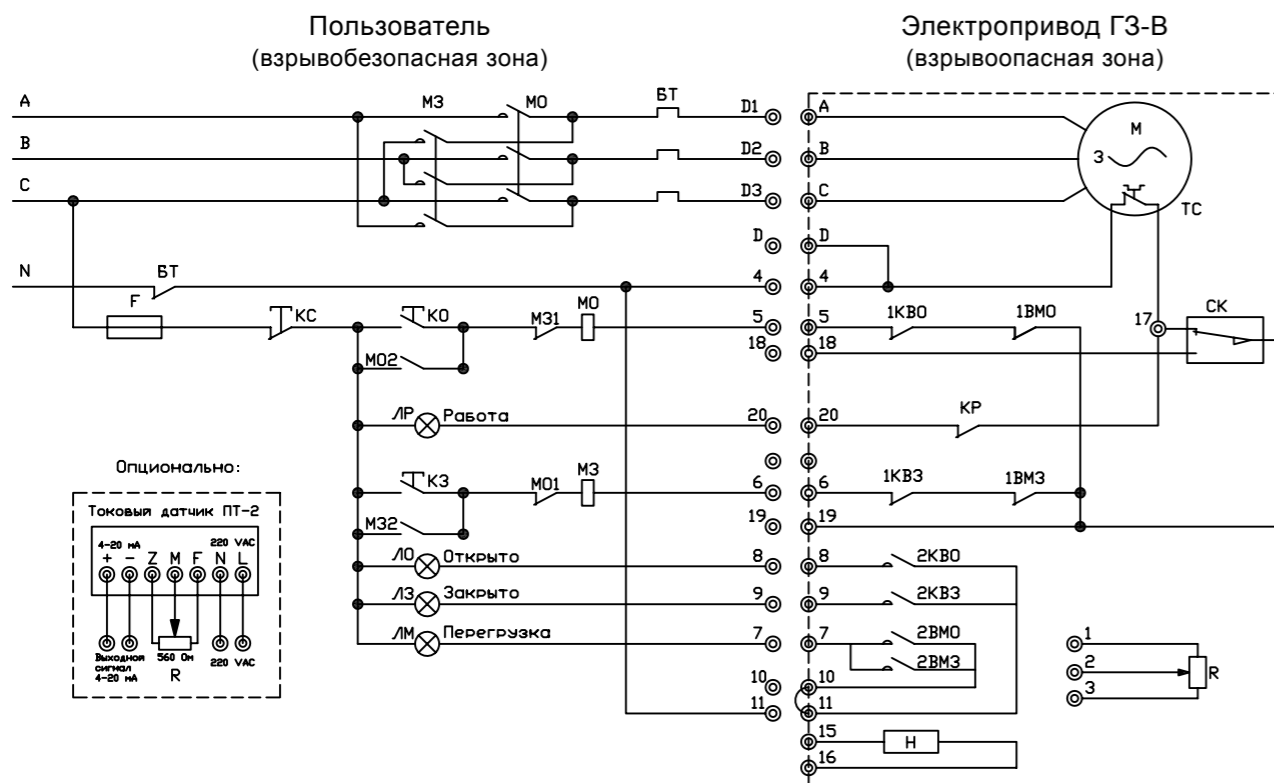 Пользователь
(взрывобезопасная зона)
Электропривод ГЗ-В
(взрывоопасная зона)
A МЗ МО БТ D1 A
B D2 B
C D3 C
М
3
ТС
D D
N БТ 4 4
F КС КО МЗ1 МО 5 5 1КВО 1ВМО 17 СК
18 18
МО2
ЛР Работа 20 20 КР
Опционально:
КЗ МО1 МЗ 6 6 1КВЗ 1ВМЗ
Токовый датчик ПТ-2
МЗ2 19 19
4-20 мА 220 VAC
+ - Z M F N L
ЛО Открыто 8 8 2КВО
ЛЗ Закрыто 9 9 2КВЗ
ЛМ Перегрузка 7 7 2ВМО
2ВМЗ
1
2 R
3
Выходной
сигнал
4-20 мА
560 Ом
R
220 VAC
10 10
11 11
15 Н
16